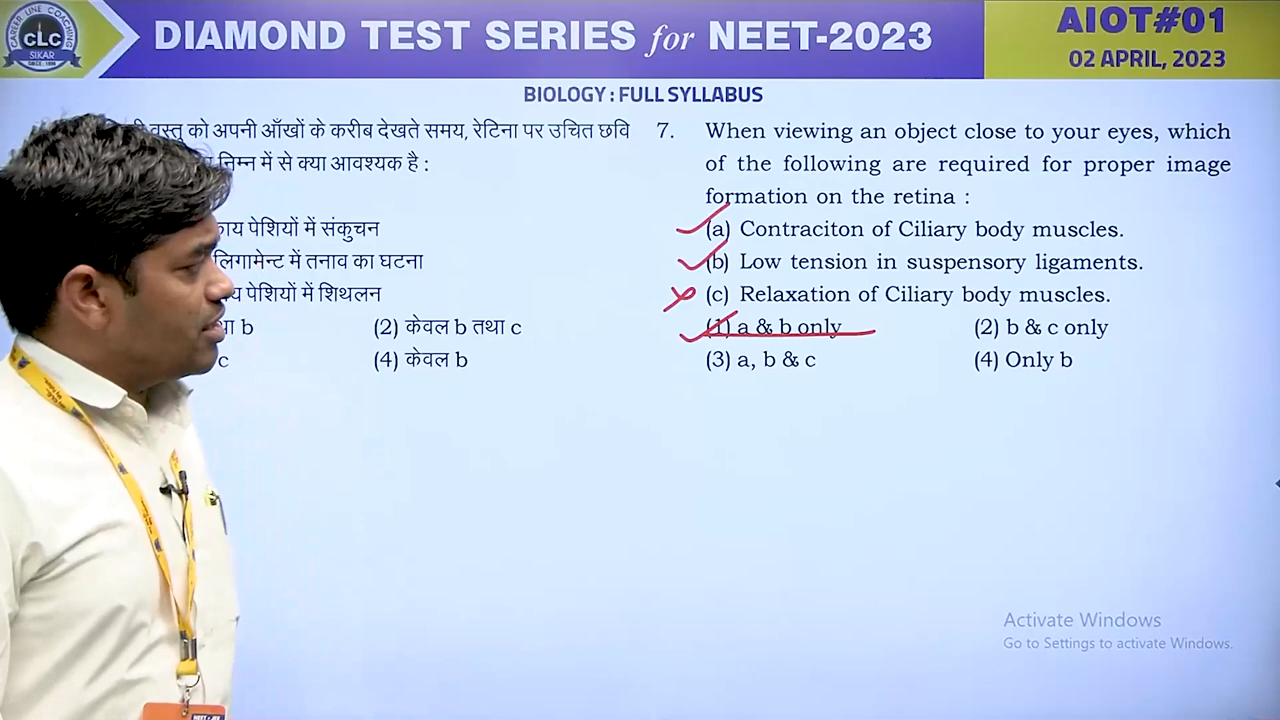 CAREER LINE COACHING
CLC
SIKAR
SINCE : 1996
DIAMOND TEST SERIES for NEET-2023
AIOT#01
02 APRIL, 2023
BIOLOGY : FULL SYLLABUS
वस्तु को अपनी आँखों के करीब देखते समय, रेटिना पर उचित छवि
निम्न में से क्या आवश्यक है :
पेशियों में संकुचन
लिगामेन्ट में तनाव का घटना
पेशियों में शिथलन
b
(2) केवल b तथा c
c
(4) केवल b
7. When viewing an object close to your eyes, which
of the following are required for proper image
formation on the retina :
(a) Contraciton of Ciliary body muscles.
(b) Low tension in suspensory ligaments.
(c) Relaxation of Ciliary body muscles.
(1) a & b only (2) b & c only
(3) a, b & c (4) Only b
Activate Windows
Go to Settings to activate Windows.